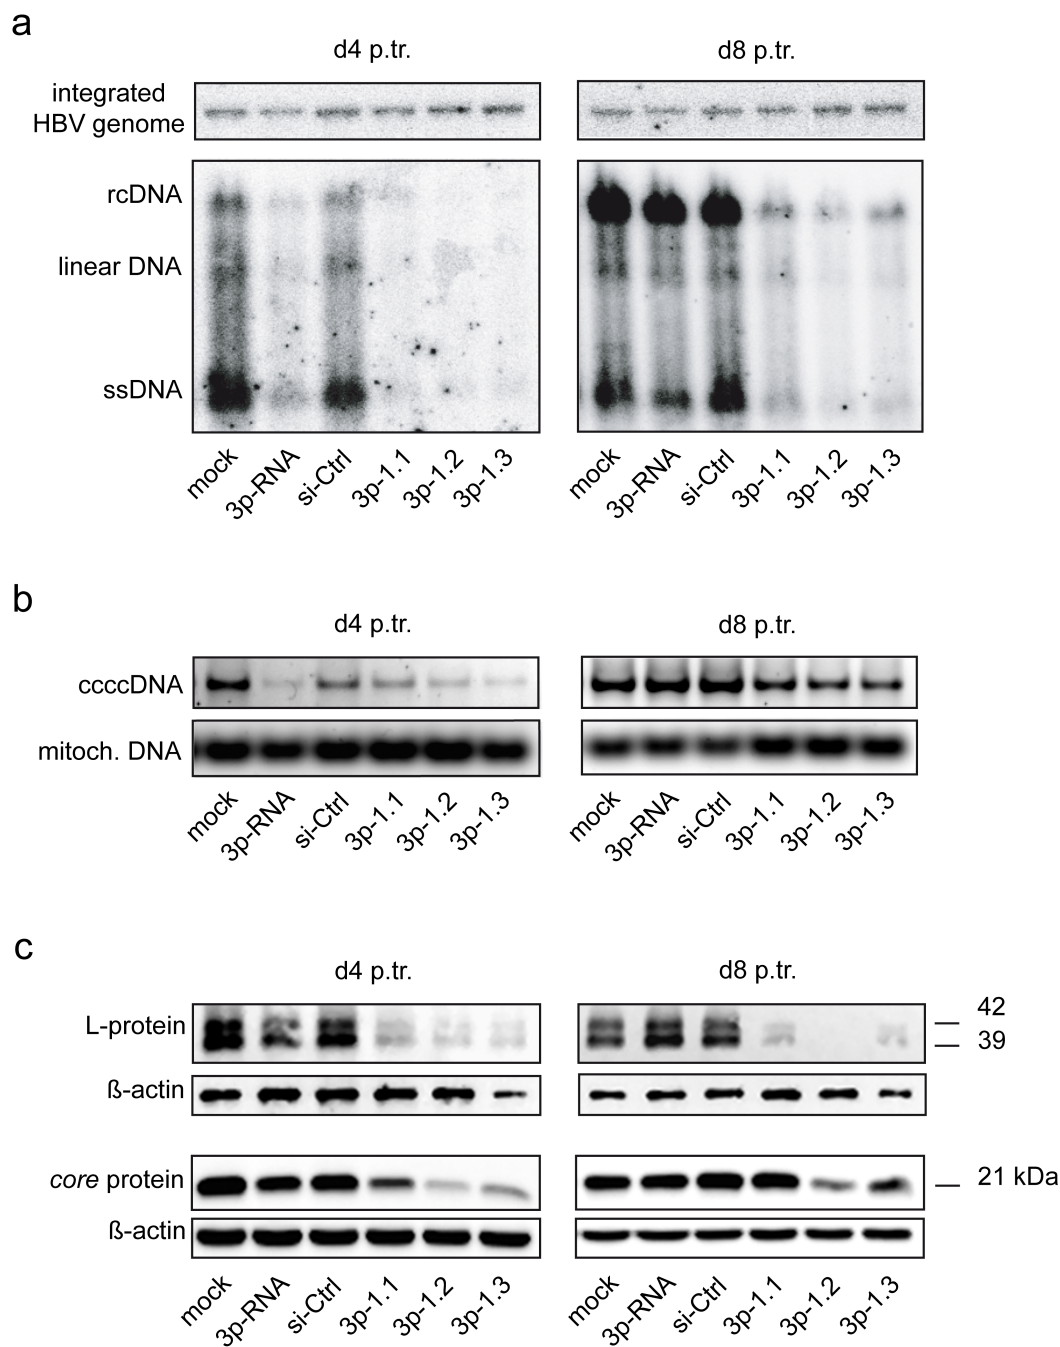 a
d4 p.tr.
d8 p.tr.
integrated
HBV genome
rcDNA
linear DNA
ssDNA
mock
3p-RNA
si-Ctrl
3p-1.1
3p-1.2
3p-1.3
mock
3p-RNA
si-Ctrl
3p-1.1
3p-1.2
3p-1.3
b
d4 p.tr.
d8 p.tr.
ccccDNA
mitoch. DNA
mock
3p-RNA
si-Ctrl
3p-1.1
3p-1.2
3p-1.3
mock
3p-RNA
si-Ctrl
3p-1.1
3p-1.2
3p-1.3
c
d4 p.tr.
d8 p.tr.
L-protein
42
39
ß-actin
core protein
21 kDa
ß-actin
mock
3p-RNA
si-Ctrl
3p-1.1
3p-1.2
3p-1.3
mock
3p-RNA
si-Ctrl
3p-1.1
3p-1.2
3p-1.3